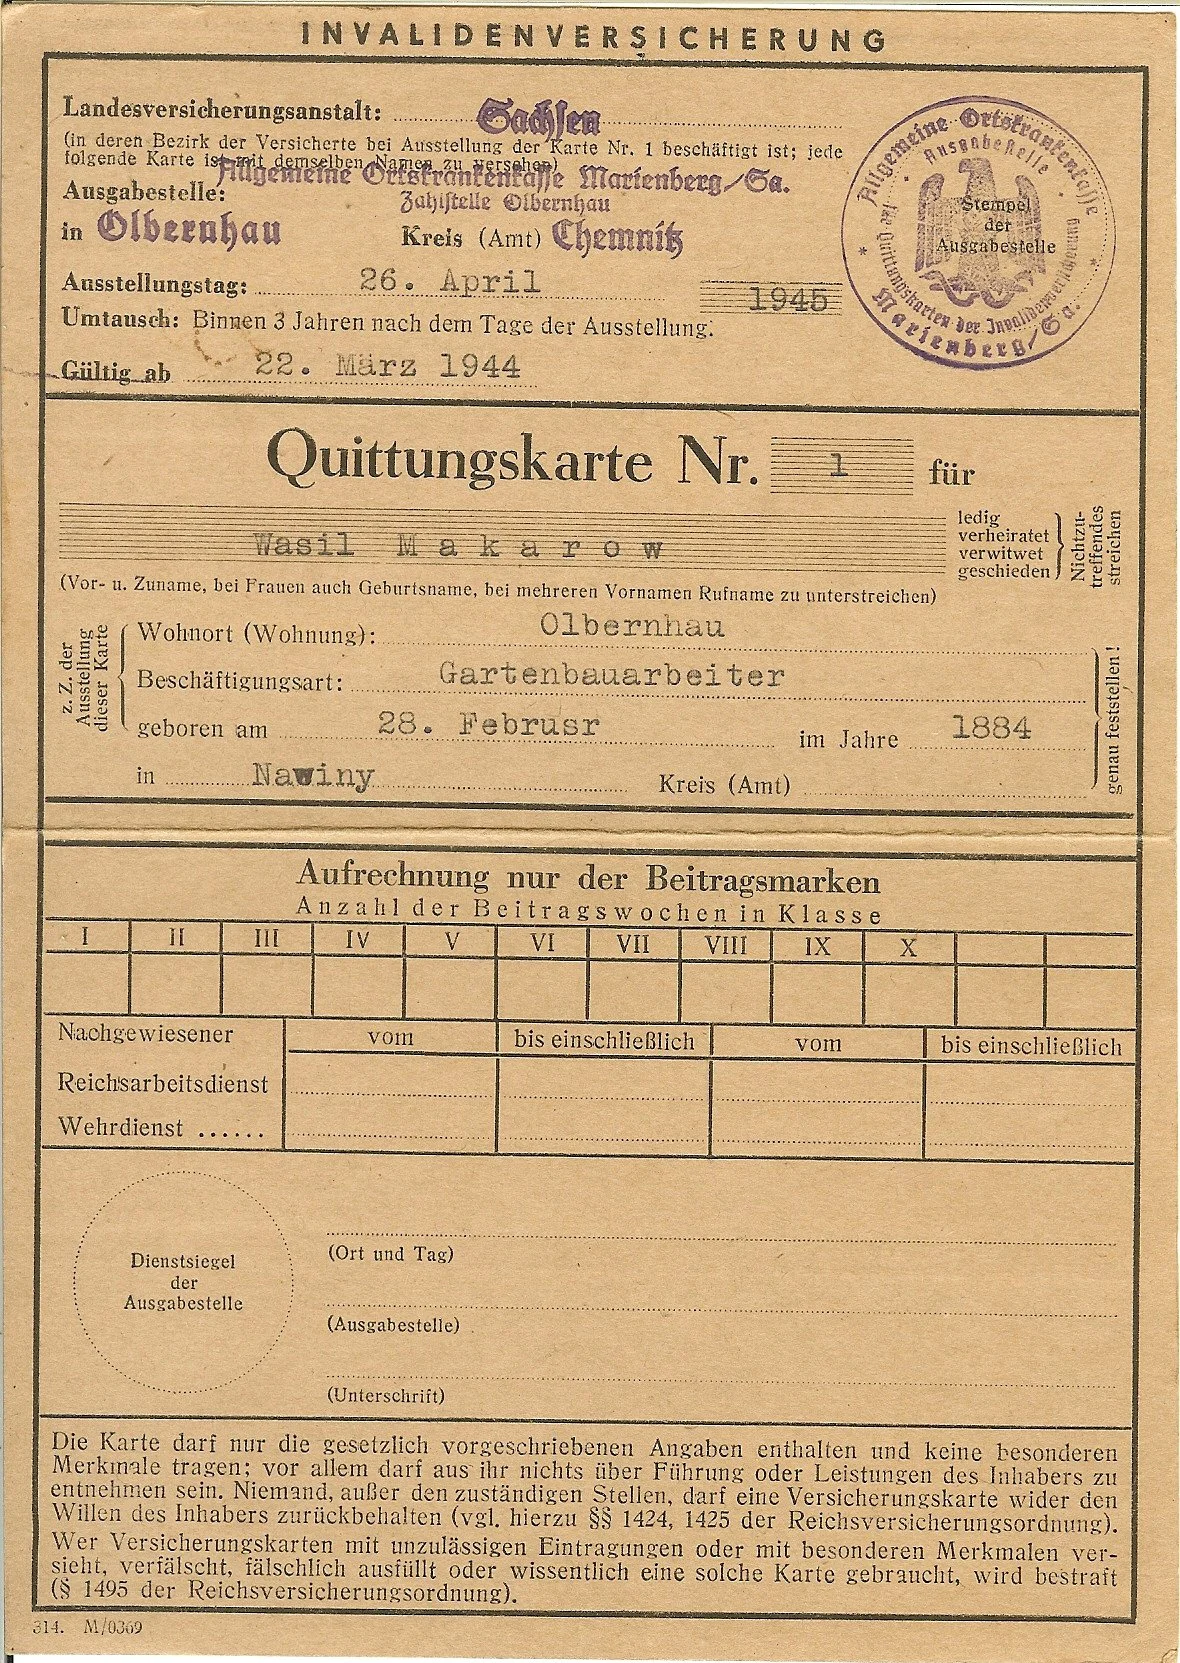 INVALIDENVERSICHERUNG
Landesversicherungsanstalt: Sachsen
(in deren Bezirk der Versicherte bei Ausstellung der Karte Nr. 1 beschäftigt ist; jede
folgende Karte ist mit demselben Namen zu versehen)
Allgemeine Ortskrankenkasse Marienberg/Sa.
Ausgabestelle:
Zahlstelle Olbernhau
in Olbernhau Kreis (Amt) Chemnitz
Ausstellungstag: 26. April 1945
Umtausch: Binnen 3 Jahren nach dem Tage der Ausstellung.
Gültig ab 22. März 1944
Allgemeine Ortskrankenkasse
Ausgabestelle
für Quittungskarten der Invalidenversicherung
Marienberg/Sa.
Stempel
der
Ausgabestelle
Quittungskarte Nr. 1 für
Wasil Makarow
ledig
verheiratet
verwitwet
geschieden
Nichtzu-
treffendes
streichen
(Vor- u. Zuname, bei Frauen auch Geburtsname, bei mehreren Vornamen Rufname zu unterstreichen)
z. Z. der
Ausstellung
dieser Karte
Wohnort (Wohnung): Olbernhau
Beschäftigungsart: Gartenbauarbeiter
geboren am 28. Februsr im Jahre 1884
in Nawiny Kreis (Amt)
genau feststellen!
Aufrechnung nur der Beitragsmarken
Anzahl der Beitragswochen in Klasse
I II III IV V VI VII VIII IX X
Nachgewiesener vom bis einschließlich vom bis einschließlich
Reichsarbeitsdienst
Wehrdienst ......
Dienstsiegel
der
Ausgabestelle
(Ort und Tag)
(Ausgabestelle)
(Unterschrift)
Die Karte darf nur die gesetzlich vorgeschriebenen Angaben enthalten und keine besonderen
Merkmale tragen; vor allem darf aus ihr nichts über Führung oder Leistungen des Inhabers zu
entnehmen sein. Niemand, außer den zuständigen Stellen, darf eine Versicherungskarte wider den
Willen des Inhabers zurückbehalten (vgl. hierzu §§ 1424, 1425 der Reichsversicherungsordnung).
Wer Versicherungskarten mit unzulässigen Eintragungen oder mit besonderen Merkmalen ver-
sieht, verfälscht, fälschlich ausfüllt oder wissentlich eine solche Karte gebraucht, wird bestraft
(§ 1495 der Reichsversicherungsordnung).
314. M/0369